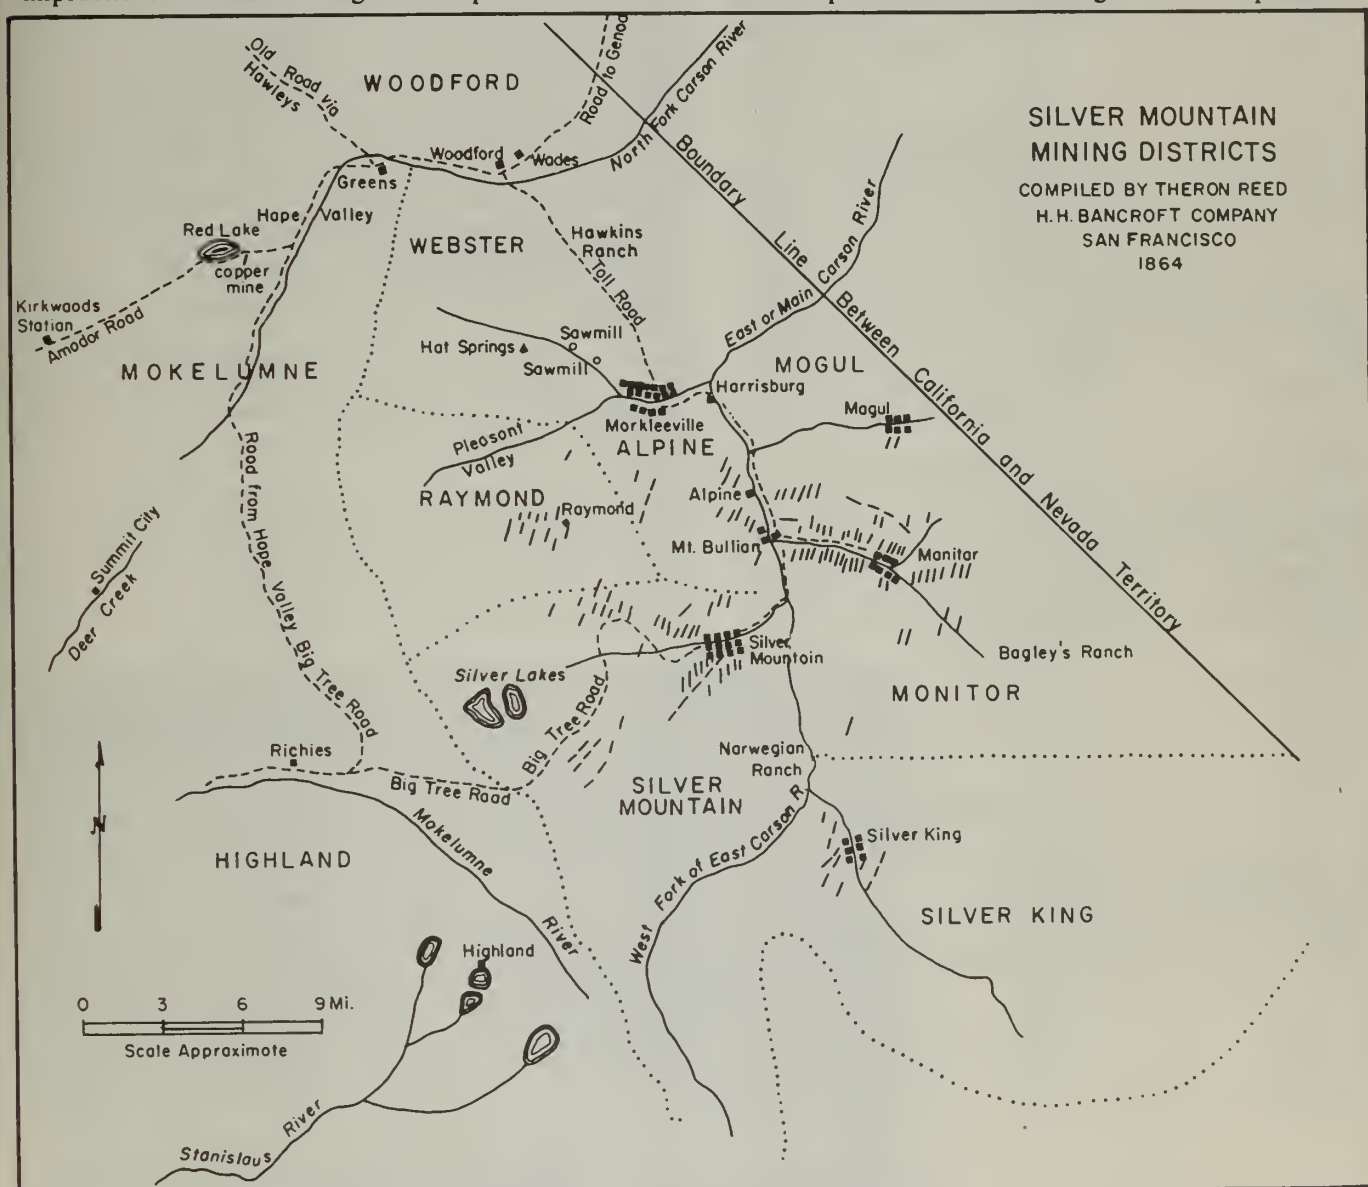 SILVER MOUNTAIN
MINING DISTRICTS
COMPILED BY THERON REED
H.H. BANCROFT COMPANY
SAN FRANCISCO
1864
Old Road via
Hawleys
WOODFORD
Road to Genoa
North Fork Carson River
Woodford
Wades
Greens
Hape Valley
Red Lake
copper
mine
Kirkwoods
Station
Amador Road
MOKELUMNE
WEBSTER
Hawkins
Ranch
Toll Road
Boundary Line Between California and Nevada Territory
East or Main Carson River
Hat Springs
Sawmill
Sawmill
MOGUL
Harrisburg
Magul
Morkleeville
ALPINE
Pleasant
Valley
RAYMOND
Raymond
Alpine
Mt. Bullian
Manitar
Bagley's Ranch
MONITOR
Summit City
Deer Creek
Road from Hope Valley Big Tree Road
Silver
Mountain
Silver Lakes
Big Tree Road
Richies
Big Tree Road
Norwegian
Ranch
SILVER
MOUNTAIN
Mokelumne River
HIGHLAND
West Fork of East Carson R.
Silver King
SILVER KING
Highland
N
0 3 6 9 Mi.
Scale Approximote
Stanislaus River